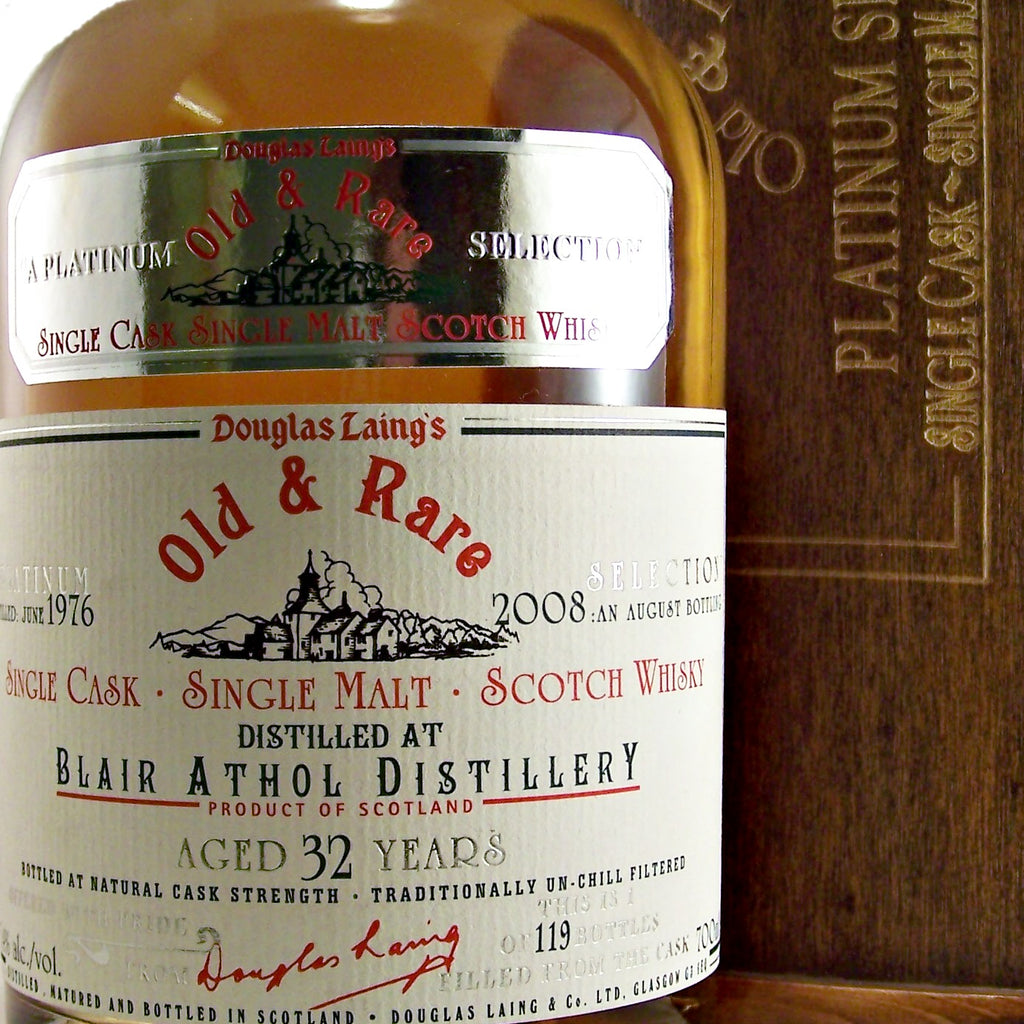 Douglas Laing's
Old & Rare
A PLATINUM SELECTION
SINGLE CASK SINGLE MALT SCOTCH
Douglas Laing's
Old & Rare
SELECTION
JUNE 1976 2008 : AN AUGUST
SINGLE CASK · SINGLE MALT · SCOTCH WHISKY
DISTILLED AT
BLAIR ATHOL DISTILLERY
PRODUCT OF SCOTLAND
AGED 32 YEARS
BOTTLED AT NATURAL CASK STRENGTH · TRADITIONALLY UN-CHILL FILTERED
THIS IS 1
OF 119 BOTTLES
FILLED FROM THE CASK
alc./vol.
FROM Douglas Laing
DISTILLED, MATURED AND BOTTLED IN SCOTLAND • DOUGLAS LAING & Co. LTD, GLASGOW
PLATINUM
SINGLE CASK ~ SINGLE